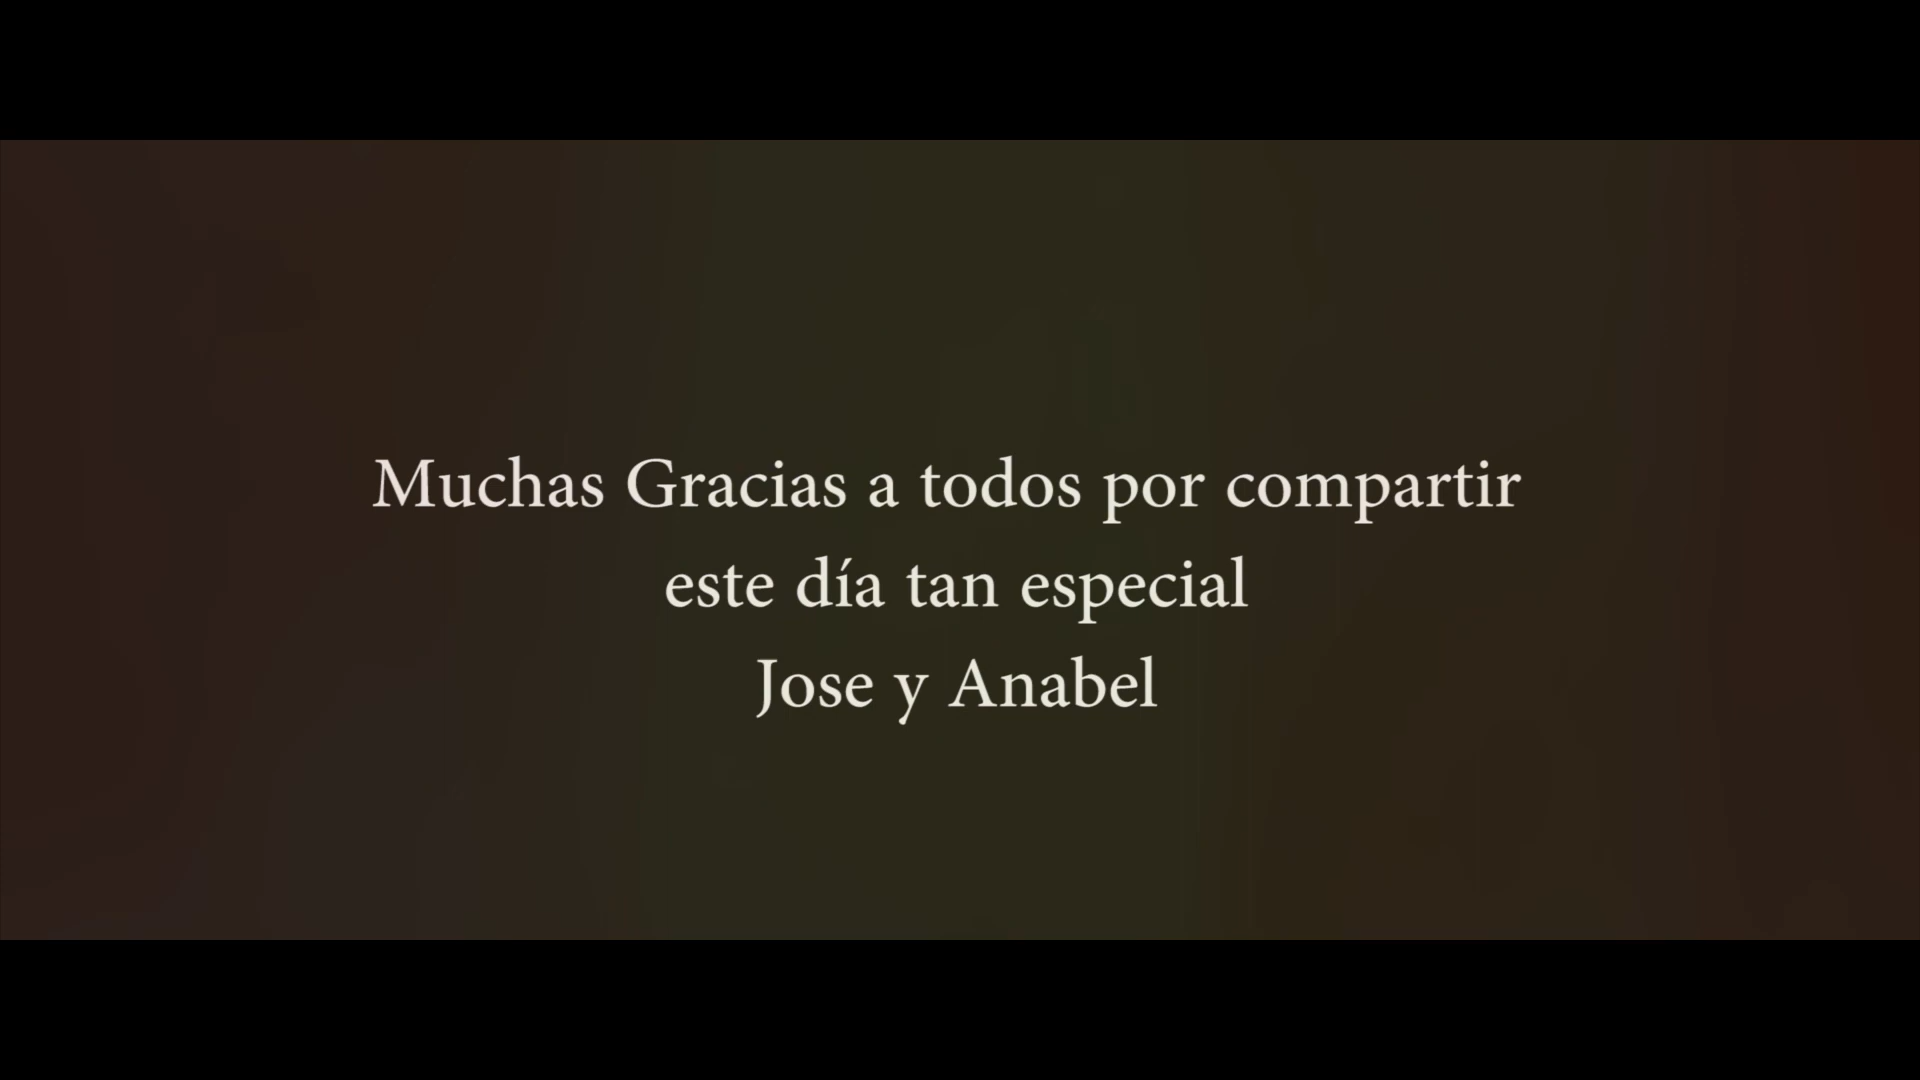 Muchas Gracias a todos por compartir
este día tan especial
Jose y Anabel